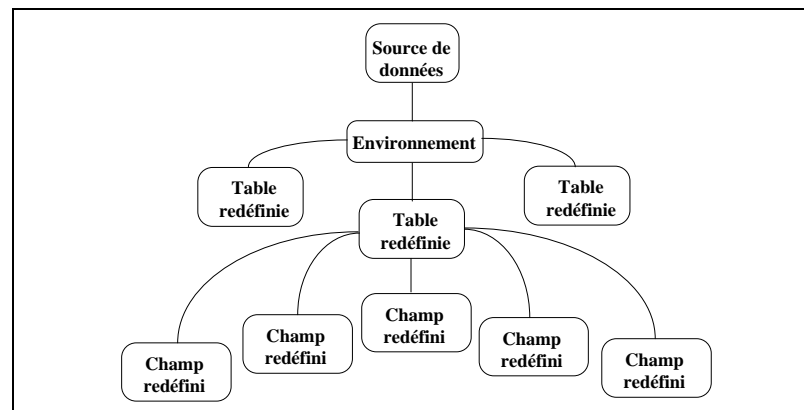 Source de
données
Environnement
Table
redéfinie
Table
redéfinie
Table
redéfinie
Champ
redéfini
Champ
redéfini
Champ
redéfini
Champ
redéfini
Champ
redéfini